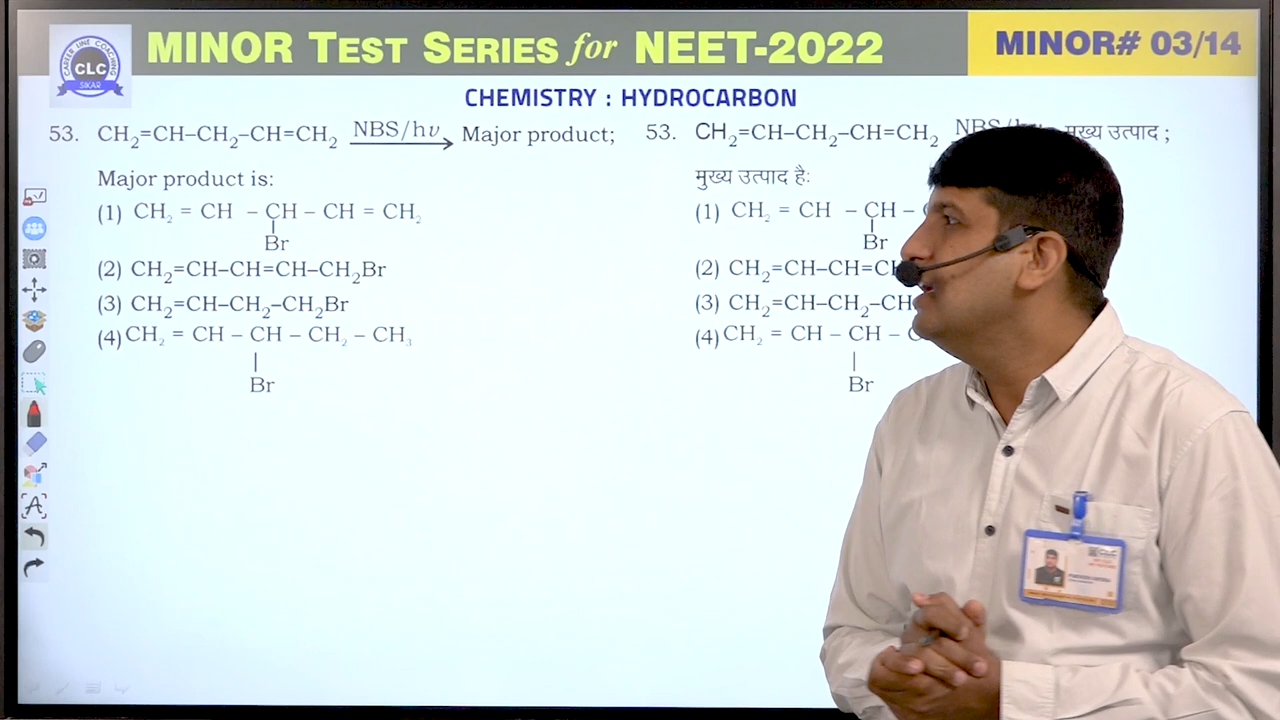 CAREER LINE COACHING
CLC
SIKAR
MINOR TEST SERIES for NEET-2022
MINOR# 03/14
CHEMISTRY : HYDROCARBON
53. CH₂=CH–CH₂–CH=CH₂ NBS/hυ Major product;
Major product is:
(1) CH₂ = CH – CH – CH = CH₂
Br
(2) CH₂=CH–CH=CH–CH₂Br
(3) CH₂=CH–CH₂–CH₂Br
(4) CH₂ = CH – CH – CH₂ – CH₃
Br
53. CH₂=CH–CH₂–CH=CH₂ मुख्य उत्पाद ;
मुख्य उत्पाद है:
(1) CH₂ = CH – CH –
Br
(2) CH₂=CH–CH=
(3) CH₂=CH–CH₂–CH
(4) CH₂ = CH – CH –
Br
CLC